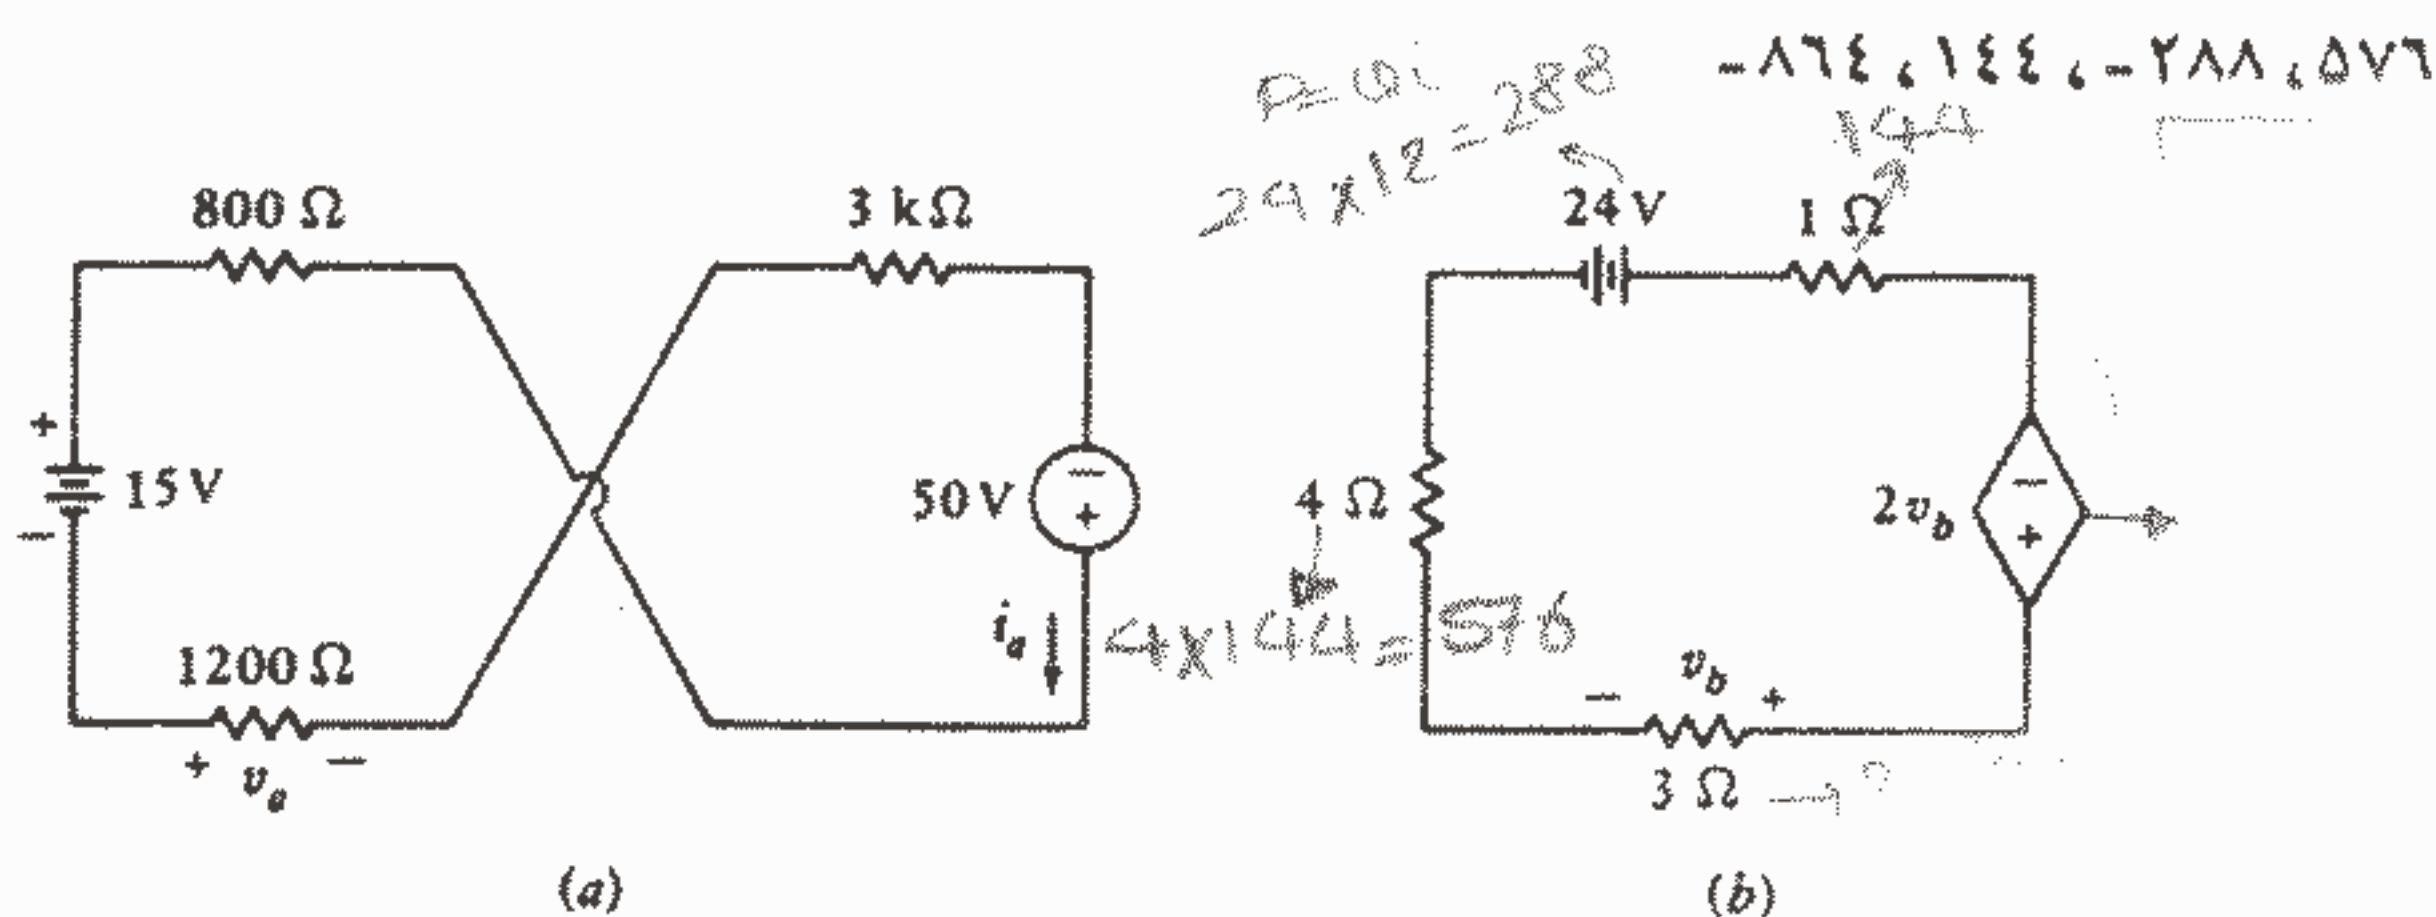 -٨٦٤ ، ١٤٤ ، -٢٨٨ ، ٥٧٦
P=Qi
24x12=288
144
800 Ω
3 kΩ
24 V
1 Ω
+
15 V
−
50 V
−
+
4 Ω
2v_b
−
+
i_a
4x144=576
1200 Ω
+ v_a −
− v_b +
3 Ω
(a)
(b)